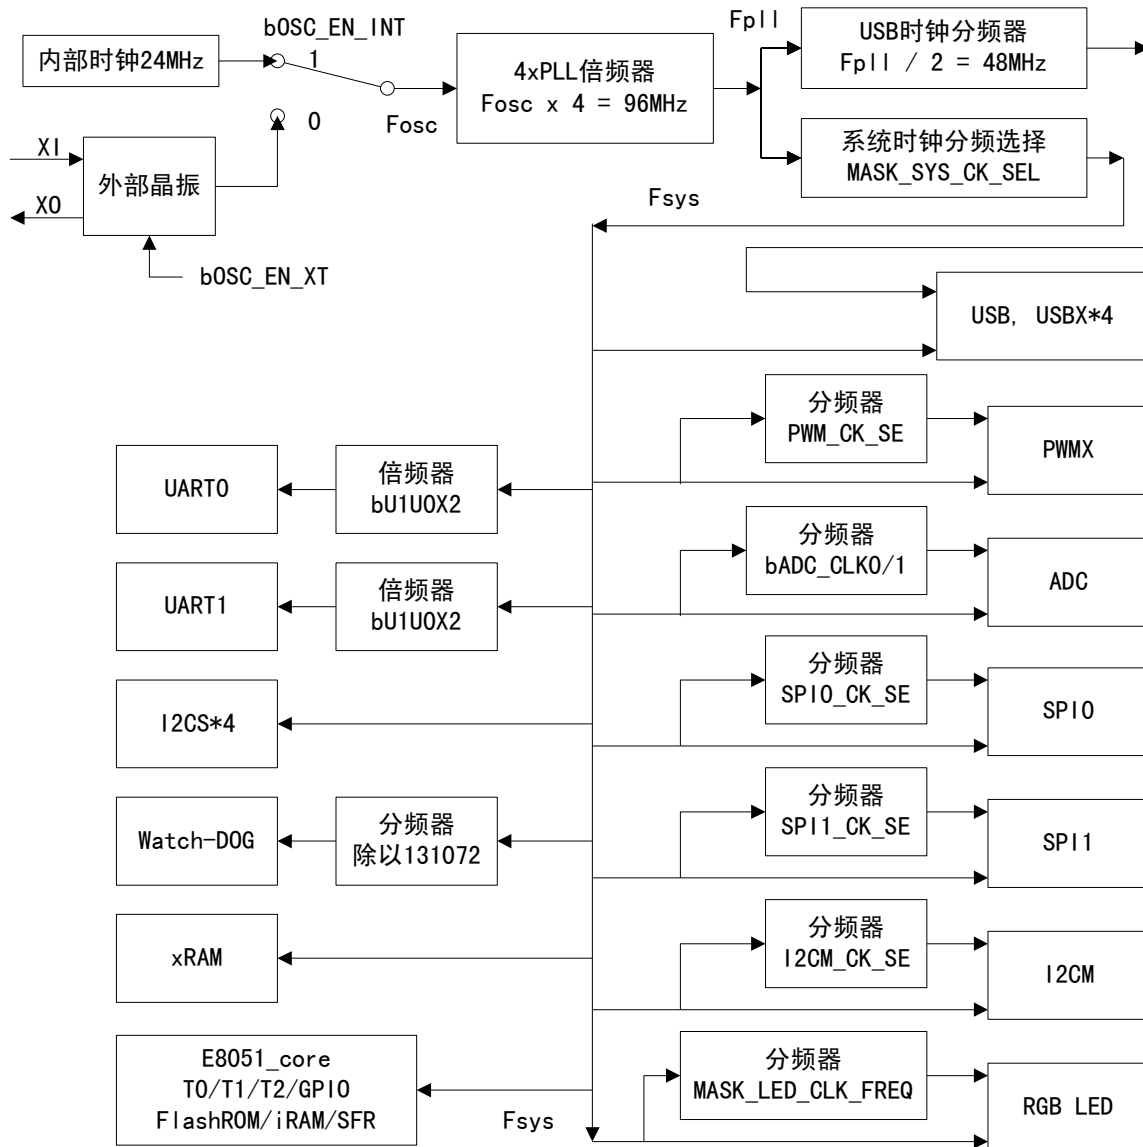 bOSC_EN_INT
Fpll
内部时钟24MHz
1
4xPLL倍频器
Fosc x 4 = 96MHz
USB时钟分频器
Fpll / 2 = 48MHz
0
Fosc
XI
外部晶振
XO
系统时钟分频选择
MASK_SYS_CK_SEL
Fsys
bOSC_EN_XT
USB, USBX*4
分频器
PWM_CK_SE
PWMX
UART0
倍频器
bU1U0X2
分频器
bADC_CLK0/1
ADC
UART1
倍频器
bU1U0X2
分频器
SPI0_CK_SE
SPI0
I2CS*4
分频器
SPI1_CK_SE
SPI1
Watch-DOG
分频器
除以131072
分频器
I2CM_CK_SE
I2CM
xRAM
E8051_core
T0/T1/T2/GPIO
FlashROM/iRAM/SFR
Fsys
分频器
MASK_LED_CLK_FREQ
RGB LED